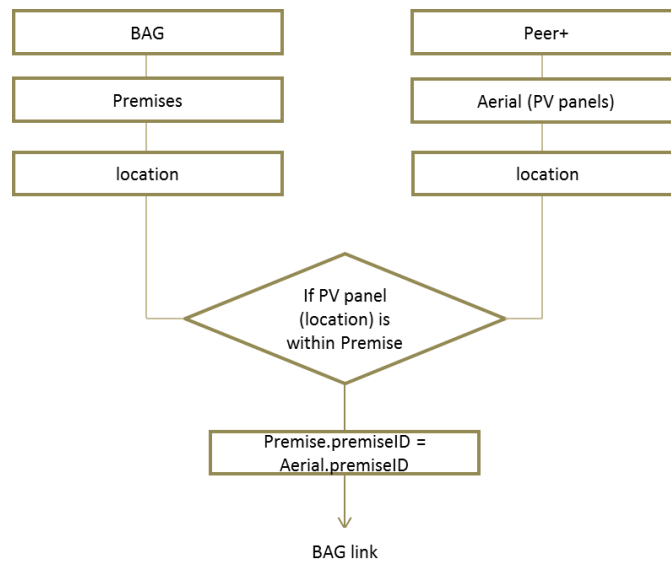 BAG
Peer+
Premises
Aerial (PV panels)
location
location
If PV panel
(location) is
within Premise
Premise.premiseID =
Aerial.premiseID
BAG link